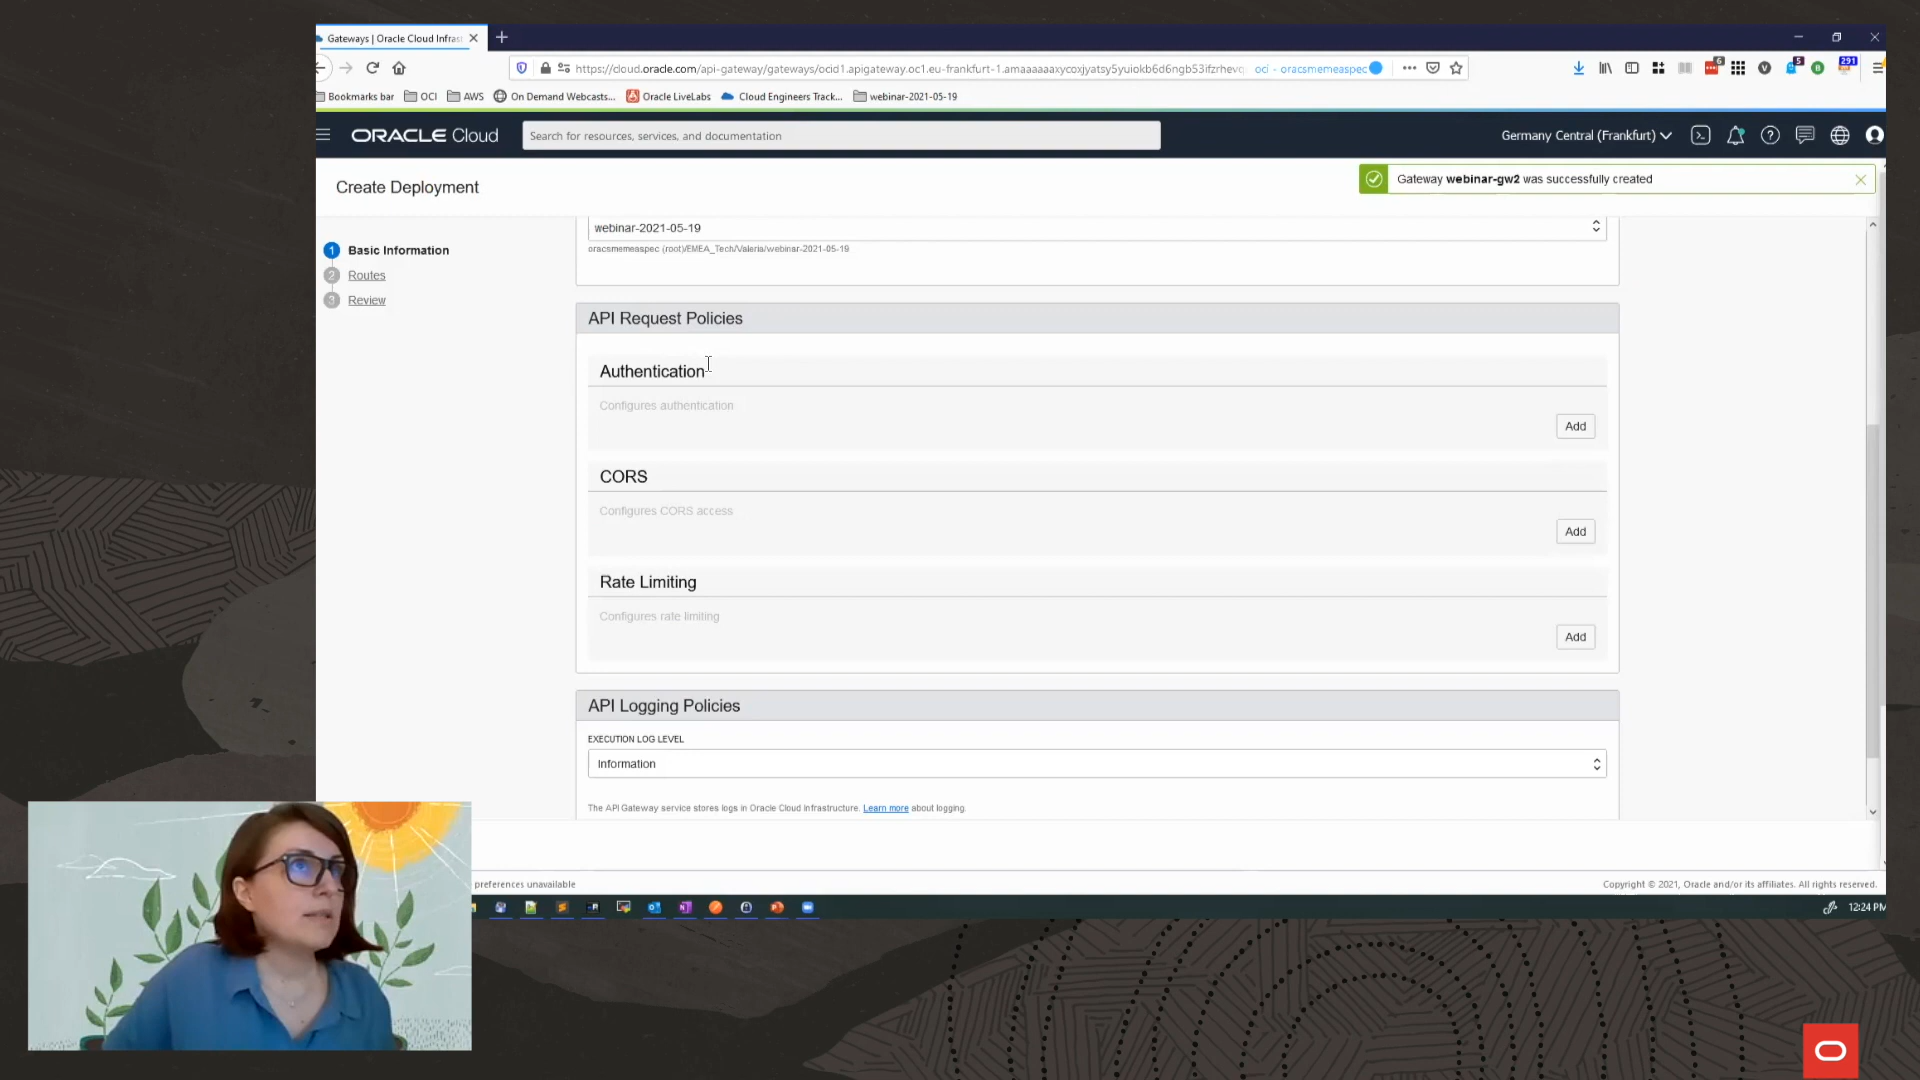 Gateways | Oracle Cloud Infras
https://cloud.oracle.com/api-gateway/gateways/ocid1.apigateway.oc1.eu-frankfurt-1.amaaaaaaxycoxjyatsy5yuiokb6d6ngb53ifzrhevq
oci - oracsmemeaspec
6
5
291
Bookmarks bar
OCI
AWS
On Demand Webcasts...
Oracle LiveLabs
Cloud Engineers Track...
webinar-2021-05-19
ORACLE Cloud
Search for resources, services, and documentation
Germany Central (Frankfurt)
Create Deployment
Gateway webinar-gw2 was successfully created
1 Basic Information
2 Routes
3 Review
webinar-2021-05-19
oracsmemeaspec (root)/EMEA_Tech/Valeria/webinar-2021-05-19
API Request Policies
Authentication
Configures authentication
Add
CORS
Configures CORS access
Add
Rate Limiting
Configures rate limiting
Add
API Logging Policies
EXECUTION LOG LEVEL
Information
The API Gateway service stores logs in Oracle Cloud Infrastructure. Learn more about logging.
preferences unavailable
Copyright © 2021, Oracle and/or its affiliates. All rights reserved.
12:24 PM